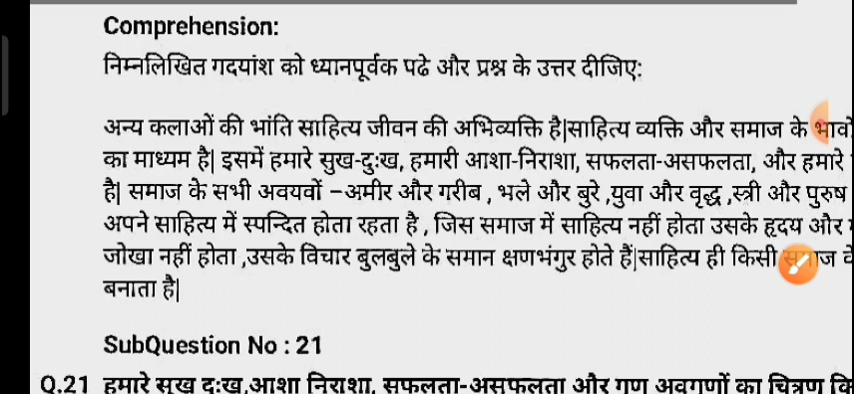 Comprehension:
निम्नलिखित गदयांश को ध्यानपूर्वक पढे और प्रश्न के उत्तर दीजिए:
अन्य कलाओं की भांति साहित्य जीवन की अभिव्यक्ति है|साहित्य व्यक्ति और समाज के
का माध्यम है| इसमें हमारे सुख-दुःख, हमारी आशा-निराशा, सफलता-असफलता, और हमारे
है| समाज के सभी अवयवों –अमीर और गरीब , भले और बुरे ,युवा और वृद्ध ,स्त्री और पुरुष
अपने साहित्य में स्पन्दित होता रहता है , जिस समाज में साहित्य नहीं होता उसके हृदय और
जोखा नहीं होता ,उसके विचार बुलबुले के समान क्षणभंगुर होते हैं|साहित्य ही किसी
बनाता है|
SubQuestion No : 21
Q.21 हमारे सुख दुःख,आशा निराशा, सफलता-असफलता और गुण अवगुणों का चित्रण